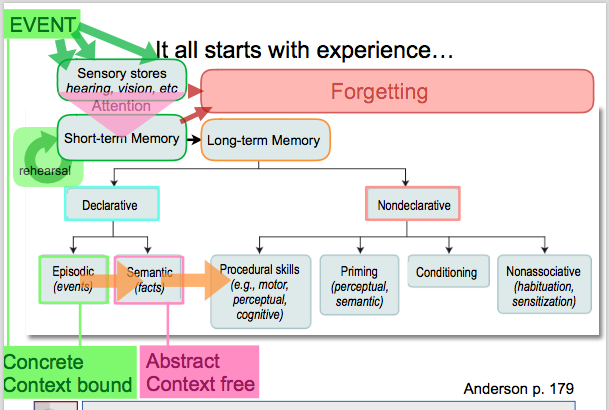 EVENT
It all starts with experience…
Sensory stores
hearing, vision, etc
Attention
Forgetting
Short-term Memory
Long-term Memory
rehearsal
Declarative
Nondeclarative
Episodic
(events)
Semantic
(facts)
Procedural skills
(e.g., motor,
perceptual,
cognitive)
Priming
(perceptual,
semantic)
Conditioning
Nonassociative
(habituation,
sensitization)
Concrete
Context bound
Abstract
Context free
Anderson p. 179